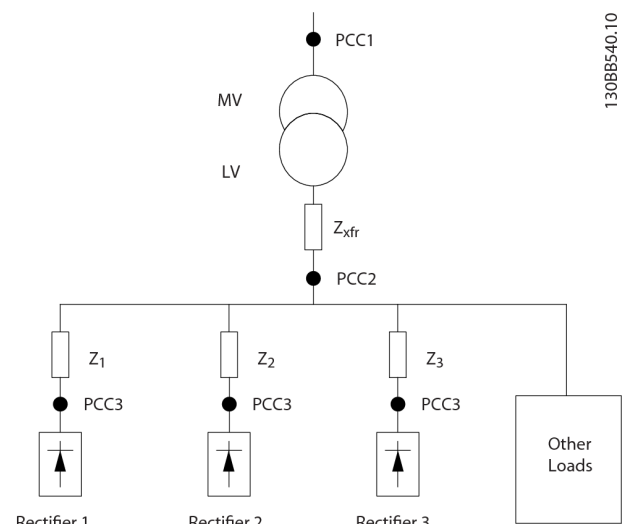 PCC1
130BB540.10
MV
LV
Zxfr
PCC2
Z1
Z2
Z3
PCC3
PCC3
PCC3
Other
Loads
Rectifier 1
Rectifier 2
Rectifier 3